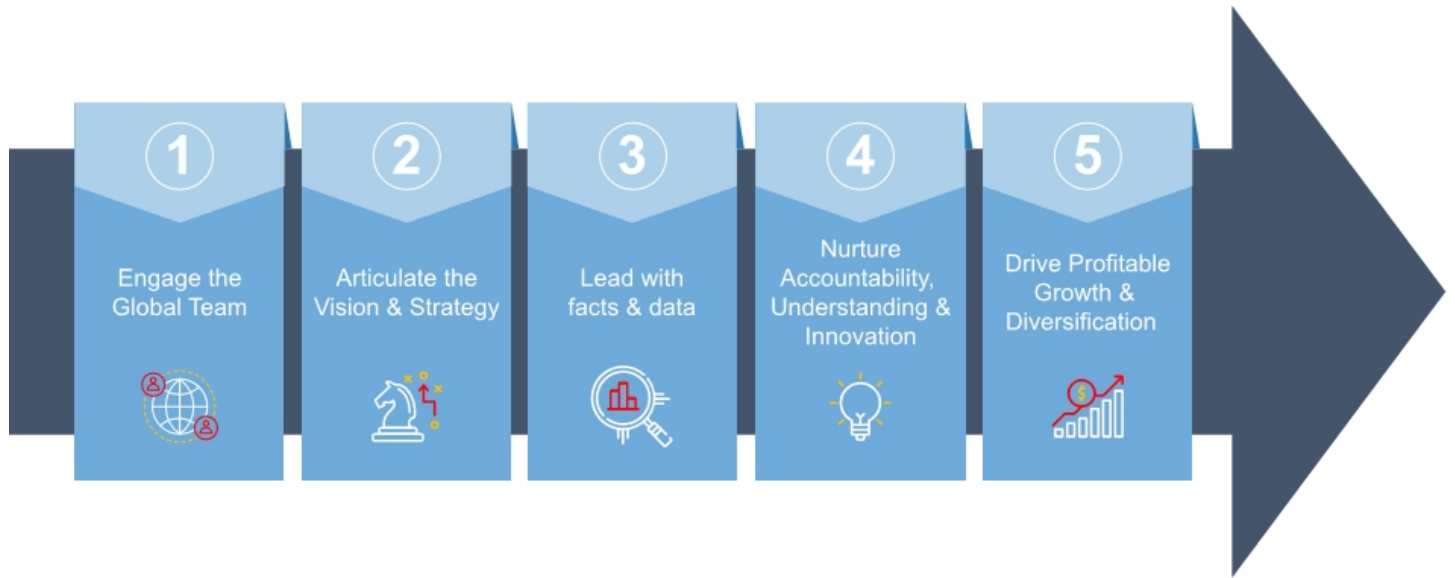 1
Engage the
Global Team
2
Articulate the
Vision & Strategy
3
Lead with
facts & data
4
Nurture
Accountability,
Understanding &
Innovation
5
Drive Profitable
Growth &
Diversification
$